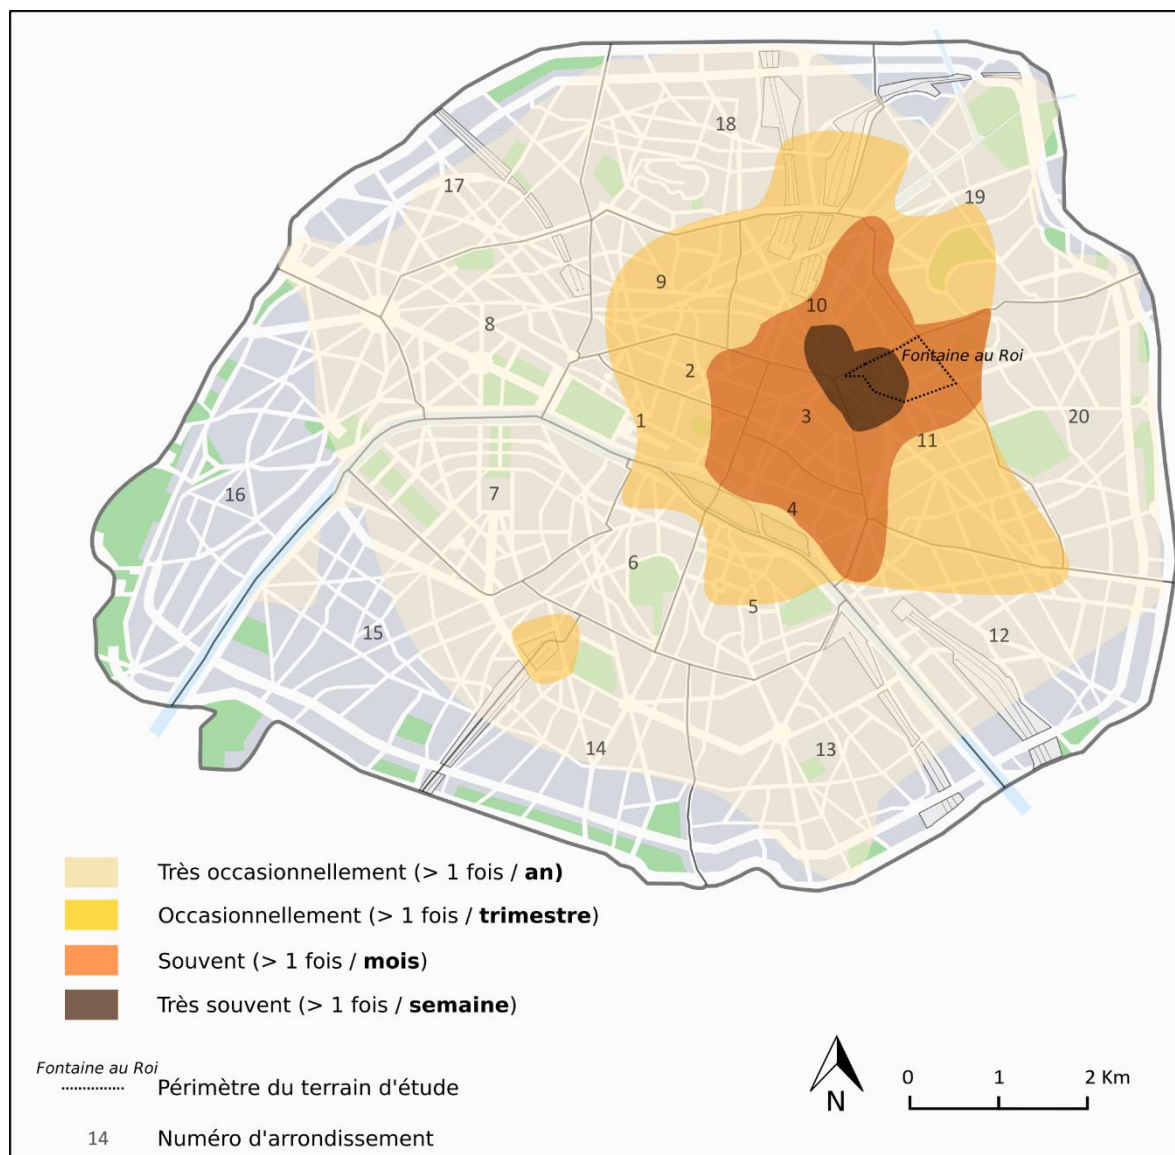 18
17
19
9
10
8
Fontaine au Roi
2
1
3
20
11
16
7
4
6
5
15
12
14
13
Très occasionnellement (> 1 fois / an)
Occasionnellement (> 1 fois / trimestre)
Souvent (> 1 fois / mois)
Très souvent (> 1 fois / semaine)
Fontaine au Roi
Périmètre du terrain d'étude
14 Numéro d'arrondissement
N
0 1 2 Km